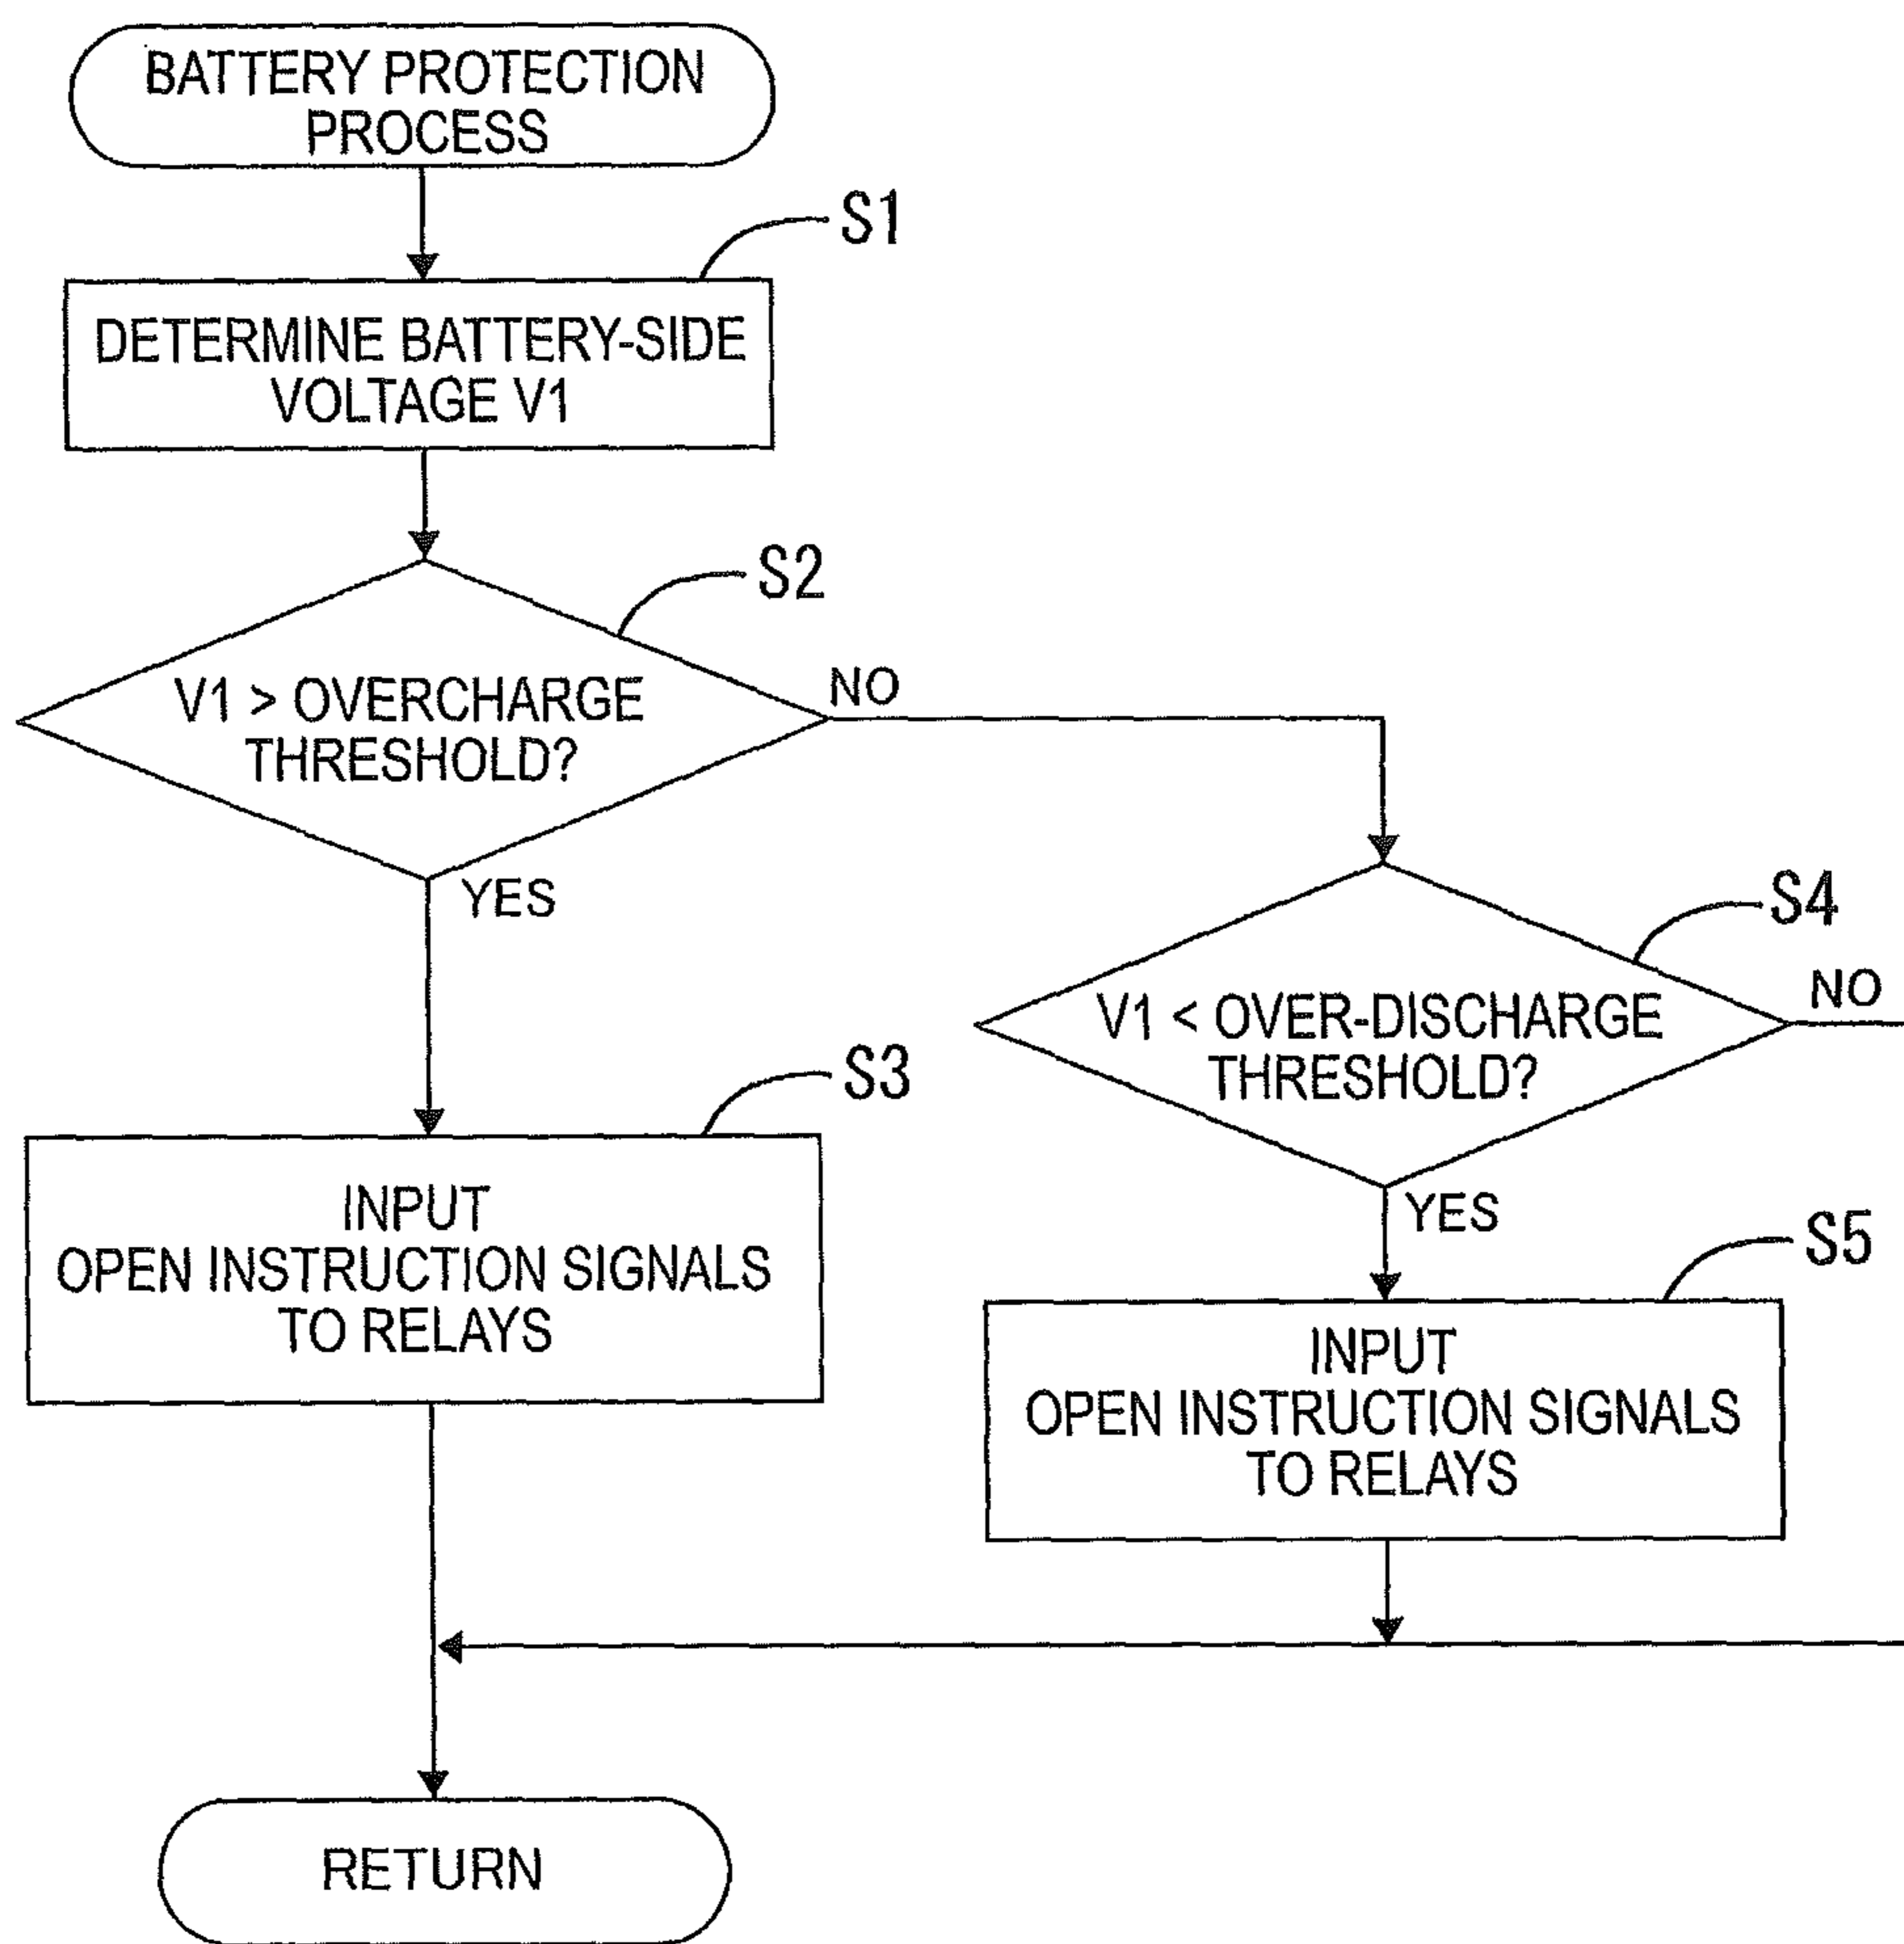 BATTERY PROTECTION
PROCESS
S1
DETERMINE BATTERY-SIDE
VOLTAGE V1
S2
V1 > OVERCHARGE
THRESHOLD?
NO
YES
S3
INPUT
OPEN INSTRUCTION SIGNALS
TO RELAYS
S4
V1 < OVER-DISCHARGE
THRESHOLD?
NO
YES
S5
INPUT
OPEN INSTRUCTION SIGNALS
TO RELAYS
RETURN